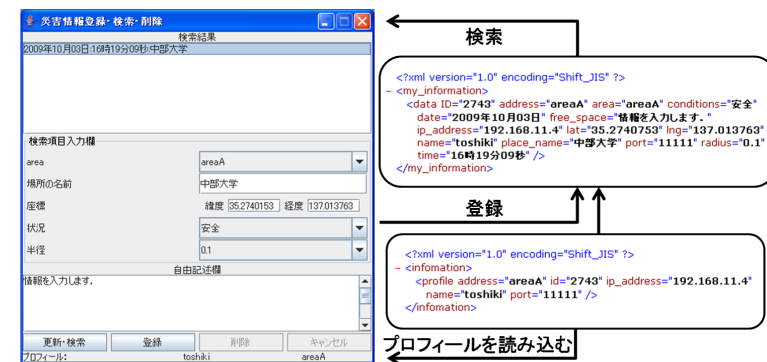 災害情報登録・検索・削除
検索結果
2009年10月03日:16時19分09秒:中部大学
検索項目入力欄
area
areaA
場所の名前
中部大学
座標
緯度 35.2740153 経度 137.013763
状況
安全
半径
0.1
自由記述欄
情報を入力します.
更新・検索 登録 削除 キャンセル
プロフィール: toshiki areaA
検索
<?xml version="1.0" encoding="Shift_JIS" ?>
- <my_information>
<data ID="2743" address="areaA" area="areaA" conditions="安全"
date="2009年10月03日" free_space="情報を入力します. "
ip_address="192.168.11.4" lat="35.2740753" lng="137.013763"
name="toshiki" place_name="中部大学" port="11111" radius="0.1"
time="16時19分09秒" />
</my_information>
登録
<?xml version="1.0" encoding="Shift_JIS" ?>
- <infomation>
<profile address="areaA" id="2743" ip_address="192.168.11.4"
name="toshiki" port="11111" />
</infomation>
プロフィールを読み込む